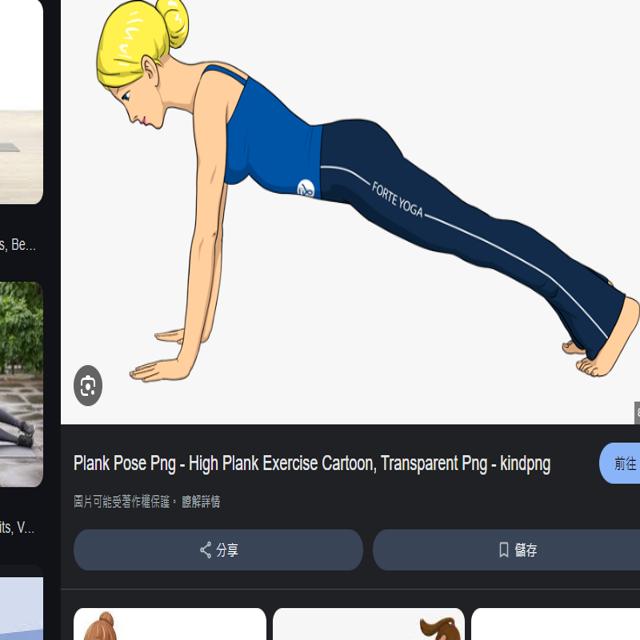 FORTE YOGA
s, Be...
Plank Pose Png - High Plank Exercise Cartoon, Transparent Png - kindpng
前往
圖片可能受著作權保護。 瞭解詳情
its, V...
分享
儲存